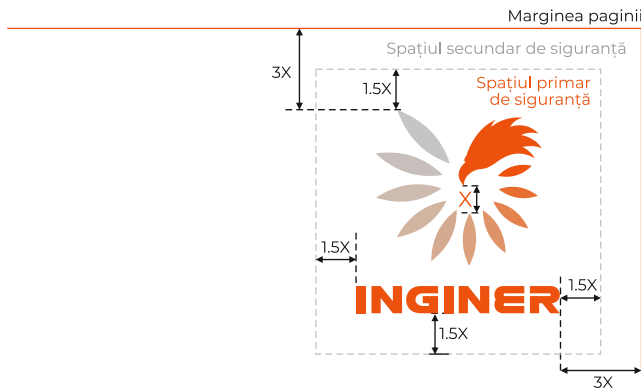 Marginea paginii
Spațiul secundar de siguranță
3X
1.5X
Spațiul primar
de siguranță
X
1.5X
INGINER
1.5X
1.5X
3X